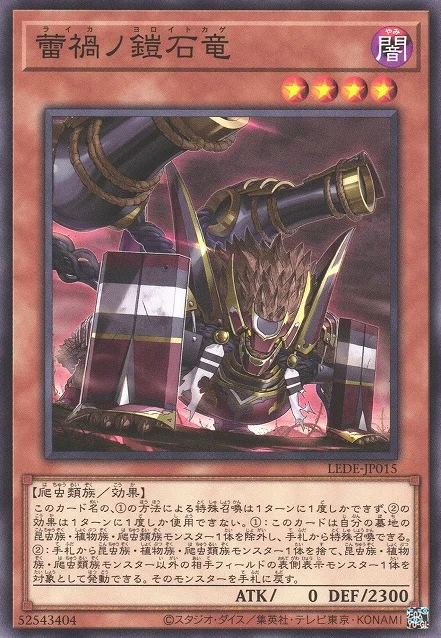 ライカ ヨロイトカゲ
蕾禍ノ鎧石竜
やみ
闇
LEDE-JP015
【爬虫類族/効果】
このカード名の、①の方法による特殊召喚は1ターンに1度しかできず、②の
効果は1ターンに1度しか使用できない。①:このカードは自分の墓地の
昆虫族・植物族・爬虫類族モンスター1体を除外し、手札から特殊召喚できる。
②:手札から昆虫族・植物族・爬虫類族モンスター1体を捨て、昆虫族・植物
族・爬虫類族モンスター以外の相手フィールドの表側表示モンスター1体を
対象として発動できる。そのモンスターを手札に戻す。
ATK/ 0 DEF/2300
52543404 ©スタジオ・ダイス/集英社・テレビ東京・KONAMI